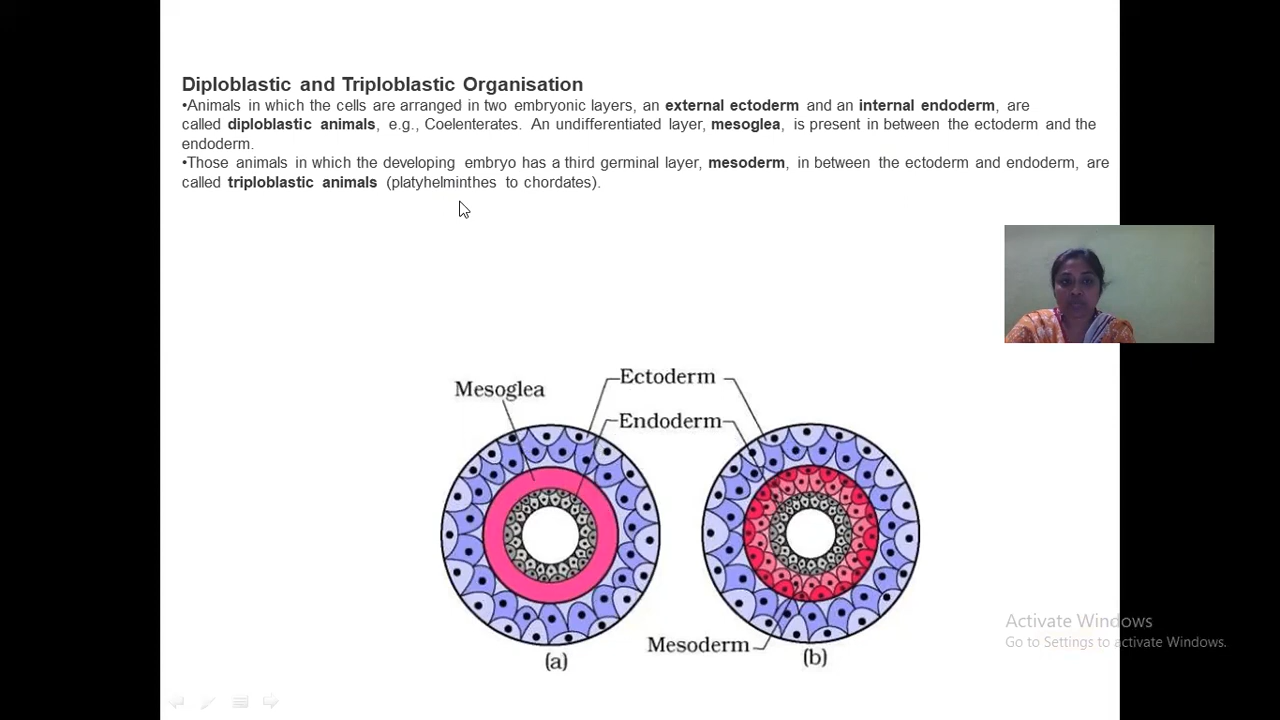 Diploblastic and Triploblastic Organisation
•Animals in which the cells are arranged in two embryonic layers, an external ectoderm and an internal endoderm, are
called diploblastic animals, e.g., Coelenterates. An undifferentiated layer, mesoglea, is present in between the ectoderm and the
endoderm.
•Those animals in which the developing embryo has a third germinal layer, mesoderm, in between the ectoderm and endoderm, are
called triploblastic animals (platyhelminthes to chordates).
Ectoderm
Mesoglea
Endoderm
Mesoderm
(a)
(b)
Activate Windows
Go to Settings to activate Windows.